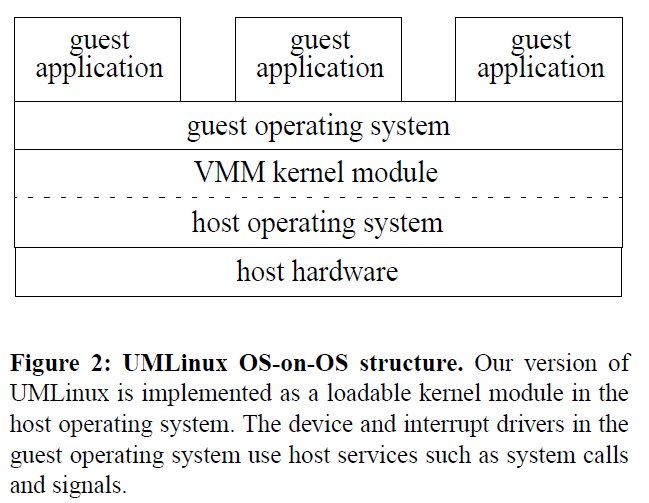 guest
application
guest
application
guest
application
guest operating system
VMM kernel module
host operating system
host hardware
Figure 2: UMLinux OS-on-OS structure. Our version of
UMLinux is implemented as a loadable kernel module in the
host operating system. The device and interrupt drivers in the
guest operating system use host services such as system calls
and signals.